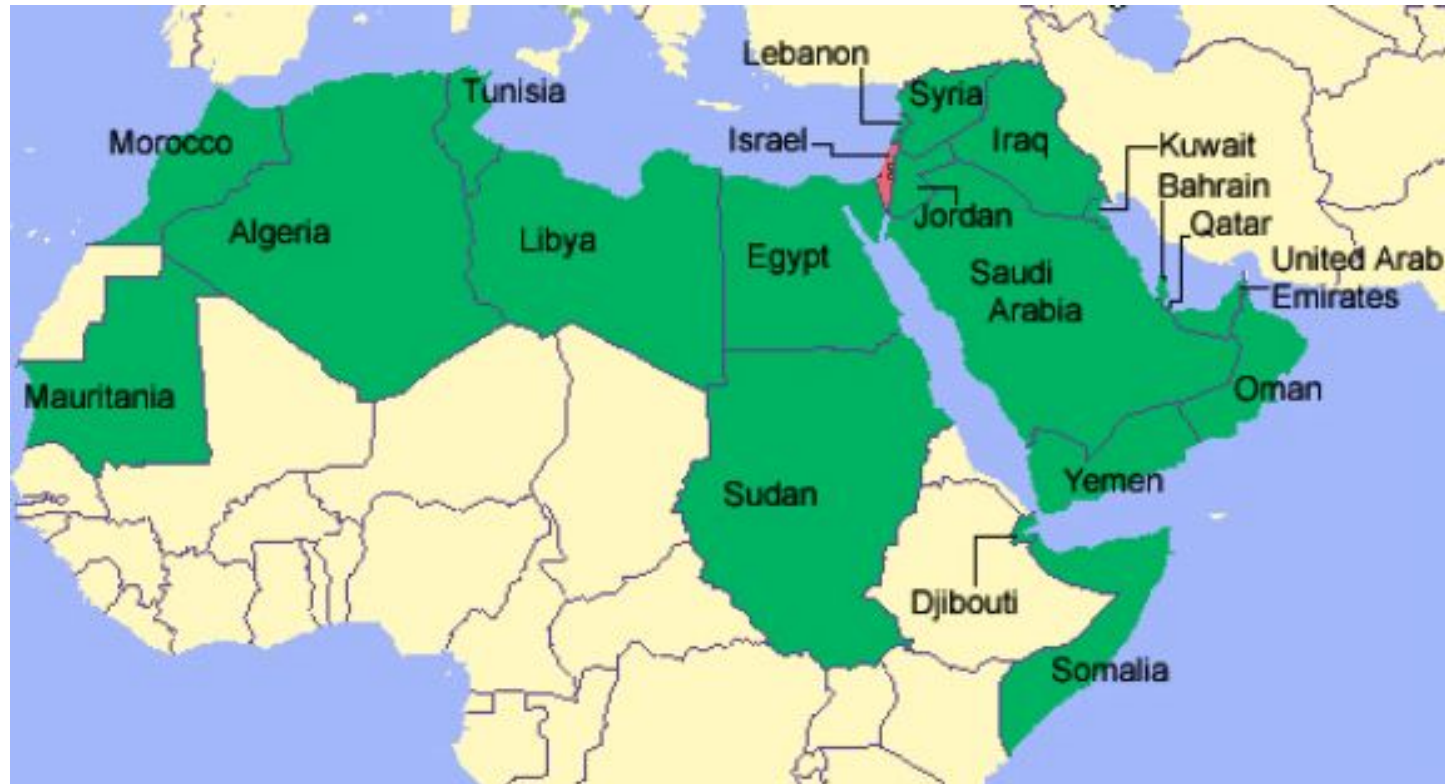 Lebanon
Tunisia
Syria
Morocco
Israel
Iraq
Kuwait
Bahrain
Jordan
Qatar
Algeria
Libya
Egypt
Saudi
Arabia
United Arab
Emirates
Mauritania
Oman
Yemen
Sudan
Djibouti
Somalia